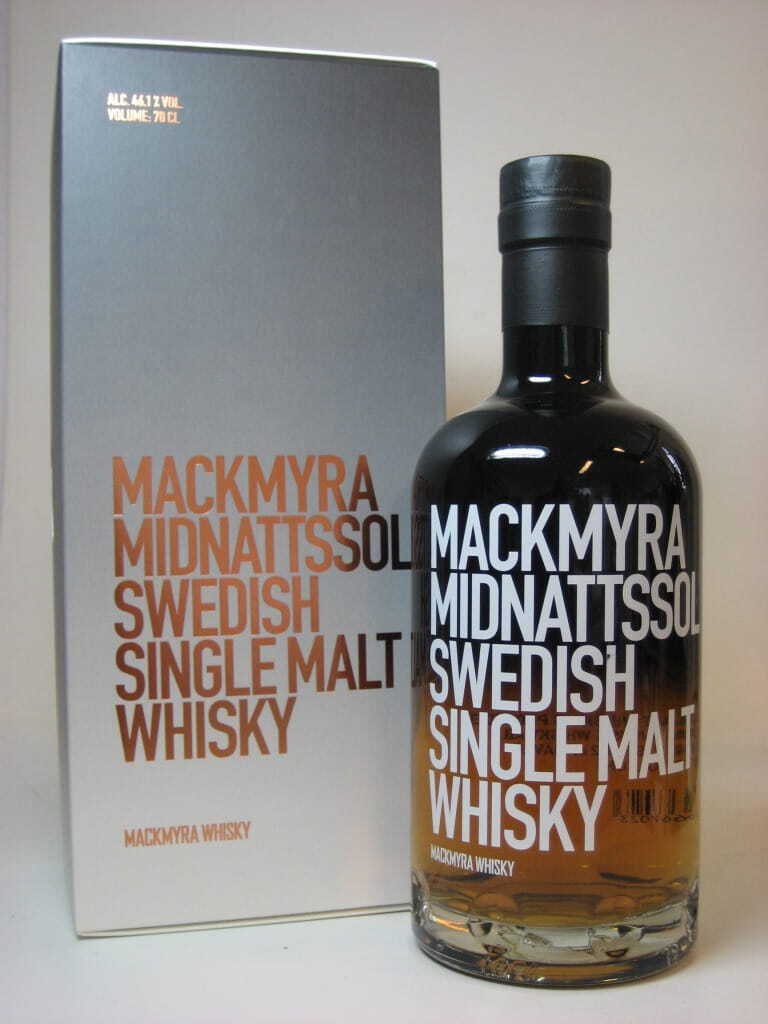 ALC. 46.1 % VOL.
VOLUME: 70 CL.
MACKMYRA
MIDNATTSSOL
SWEDISH
SINGLE MALT
WHISKY
MACKMYRA WHISKY
MACKMYRA
MIDNATTSSOL
SWEDISH
SINGLE MALT
WHISKY
MACKMYRA WHISKY